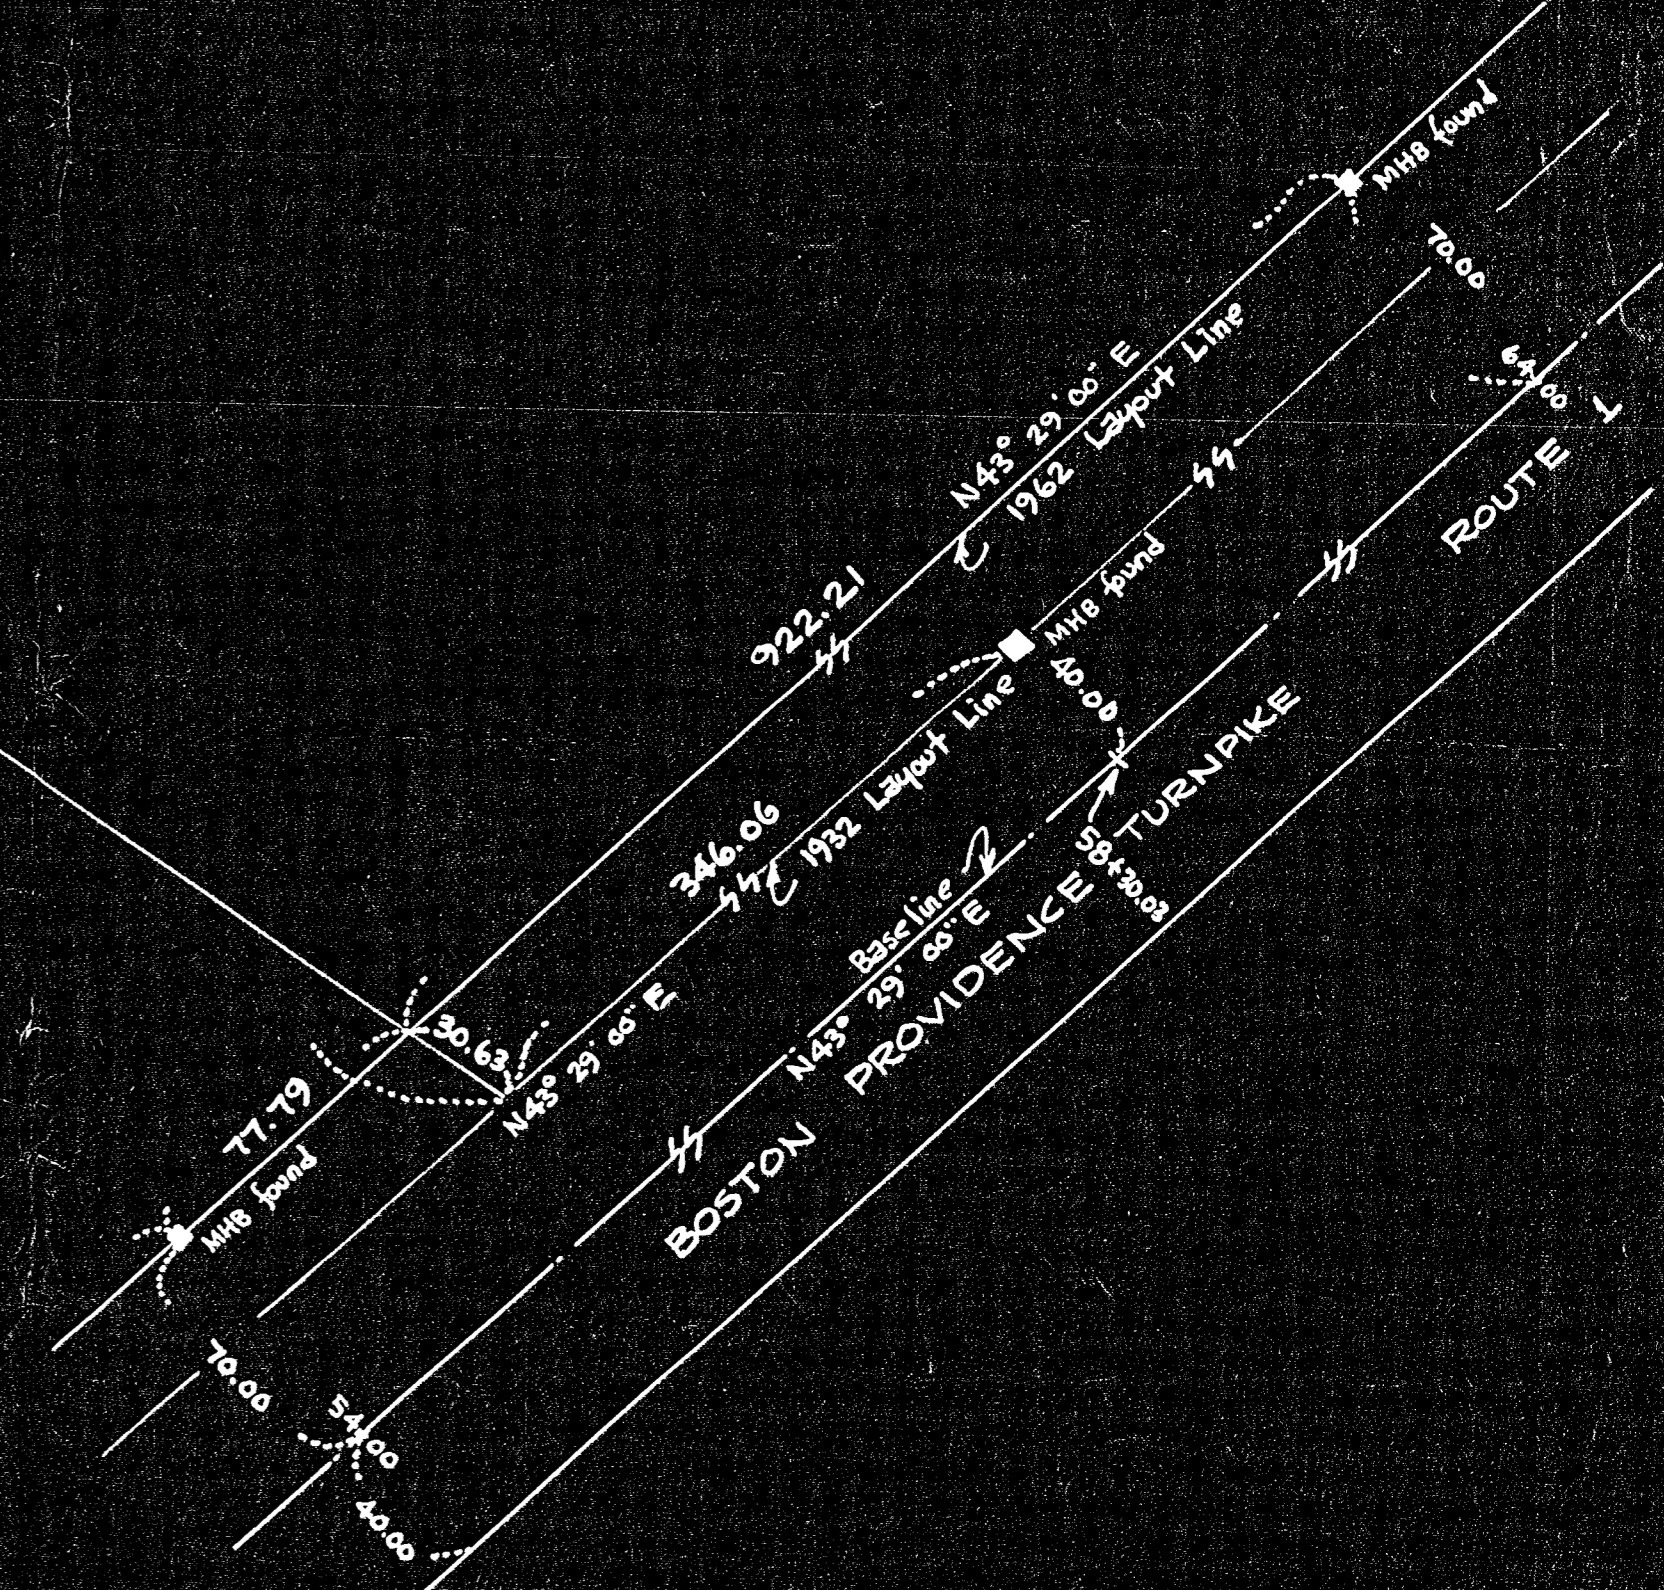 MHB found
70.00
64+00
ROUTE 1
N43° 29' 00" E
1962 Layout Line
922.21
MHB found
40.00
58+30.03
1932 Layout Line
346.06
N43° 29' 00" E
Baseline
N43° 29' 00" E
BOSTON PROVIDENCE TURNPIKE
30.63
77.79
MHB found
70.00
54+00
40.00